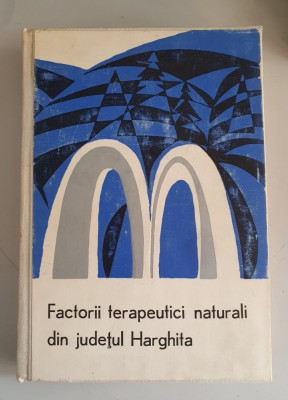 Factorii terapeutici naturali
din județul Harghita